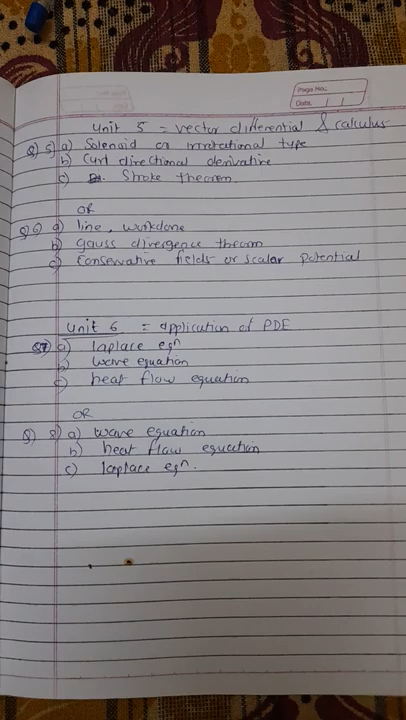 Page No.
Date: / /
Unit 5 = vector differential & calculus
Q) 5) a) Solenoid or irrotational type
b) Curl directional derivative
c) Stroke theorem
OR
Q) 6) a) line, workdone
b) gauss divergence theorem
c) Conservative fields or scalar potential
Unit 6 = application of PDE
Q7) a) laplace eqn
b) wave equation
c) heat flow equation
OR
Q) 8) a) wave equation
b) heat flow equation
c) laplace eqn.